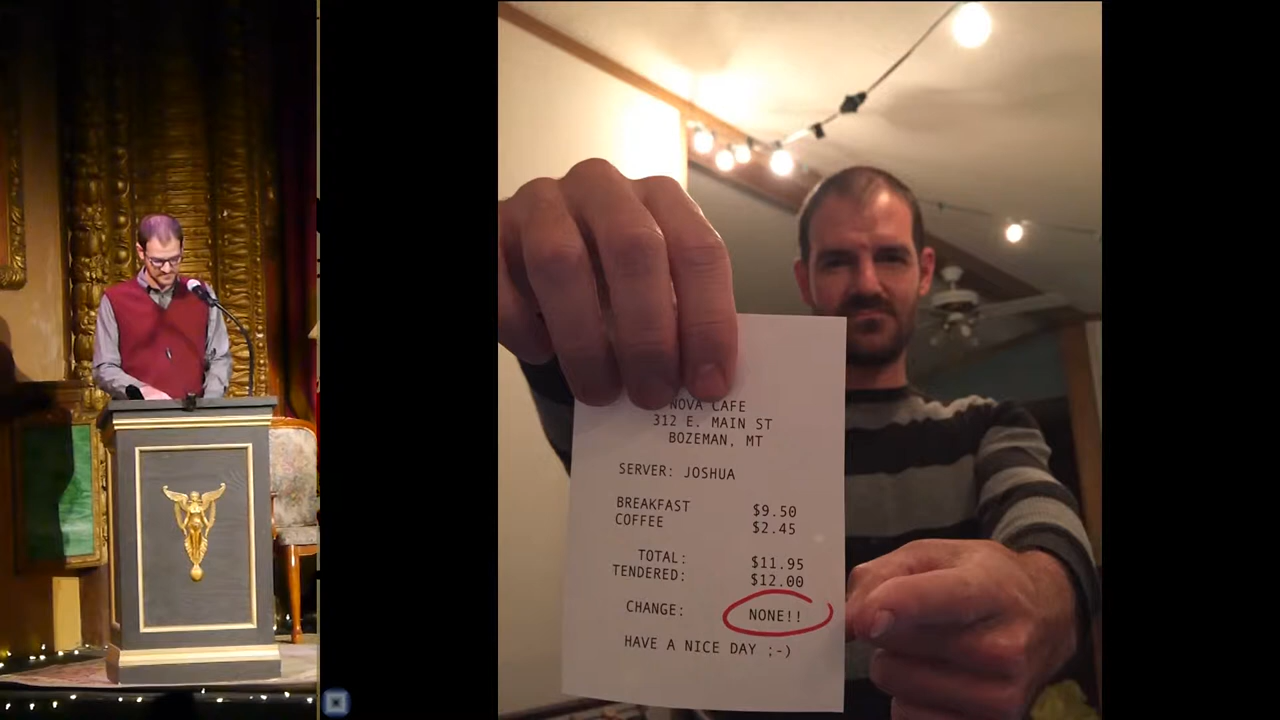 NOVA CAFE
312 E. MAIN ST
BOZEMAN, MT
SERVER: JOSHUA
BREAKFAST $9.50
COFFEE $2.45
TOTAL: $11.95
TENDERED: $12.00
CHANGE: NONE!!
HAVE A NICE DAY ;-)